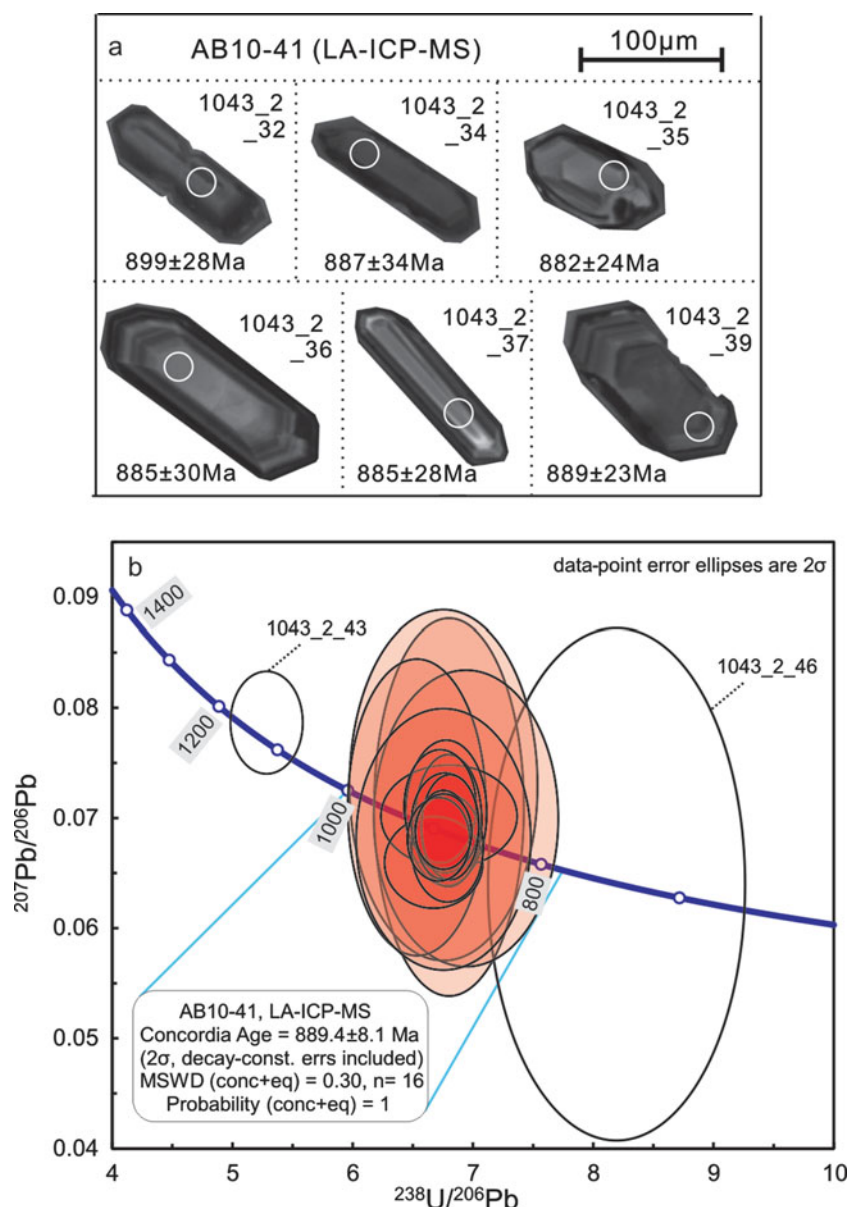 a
AB10-41 (LA-ICP-MS)
100μm
1043_2
_32
899±28Ma
1043_2
_34
887±34Ma
1043_2
_35
882±24Ma
1043_2
_36
885±30Ma
1043_2
_37
885±28Ma
1043_2
_39
889±23Ma
b
data-point error ellipses are 2σ
1400
1043_2_43
1200
1043_2_46
1000
800
AB10-41, LA-ICP-MS
Concordia Age = 889.4±8.1 Ma
(2σ, decay-const. errs included)
MSWD (conc+eq) = 0.30, n= 16
Probability (conc+eq) = 1
0.09
0.08
0.07
0.06
0.05
0.04
²⁰⁷Pb/²⁰⁶Pb
4 5 6 7 8 9 10
²³⁸U/²⁰⁶Pb